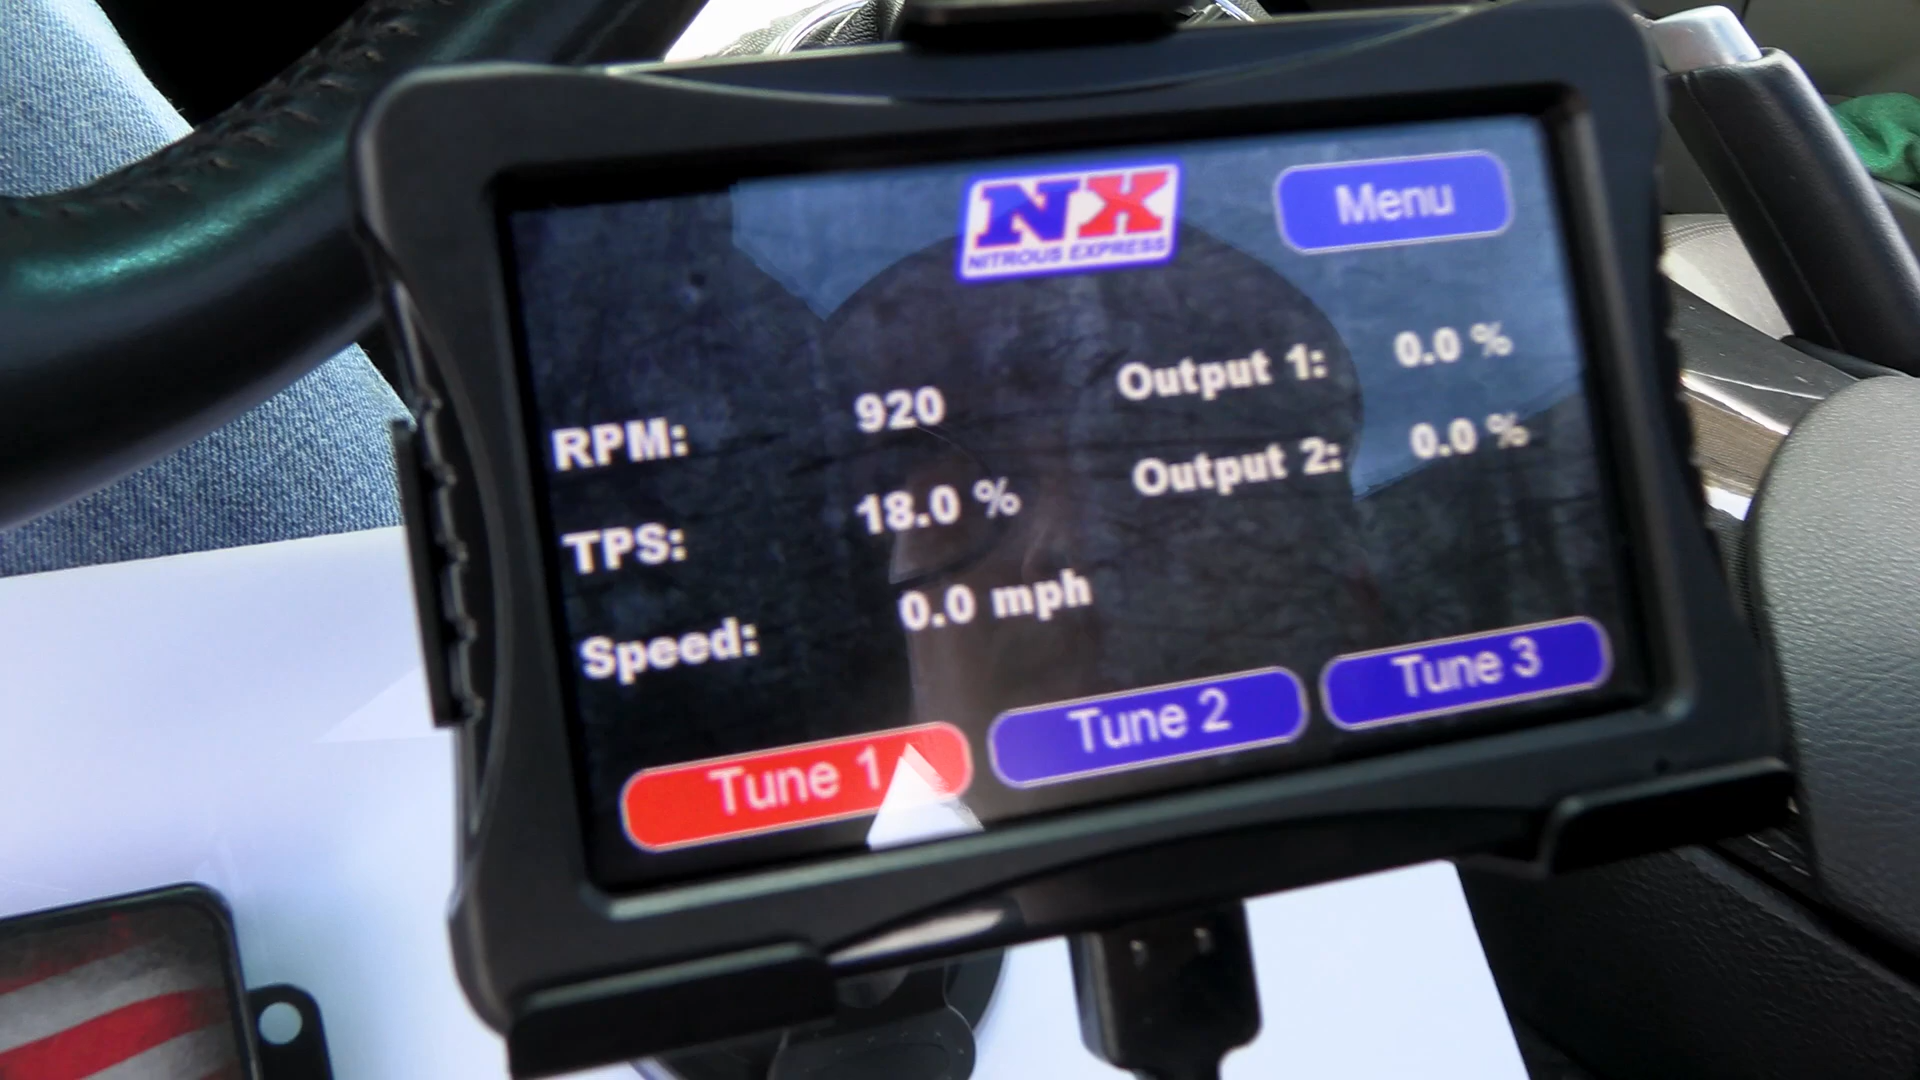 NX
NITROUS EXPRESS
Menu
RPM: 920
TPS: 18.0 %
Speed: 0.0 mph
Output 1: 0.0 %
Output 2: 0.0 %
Tune 1
Tune 2
Tune 3